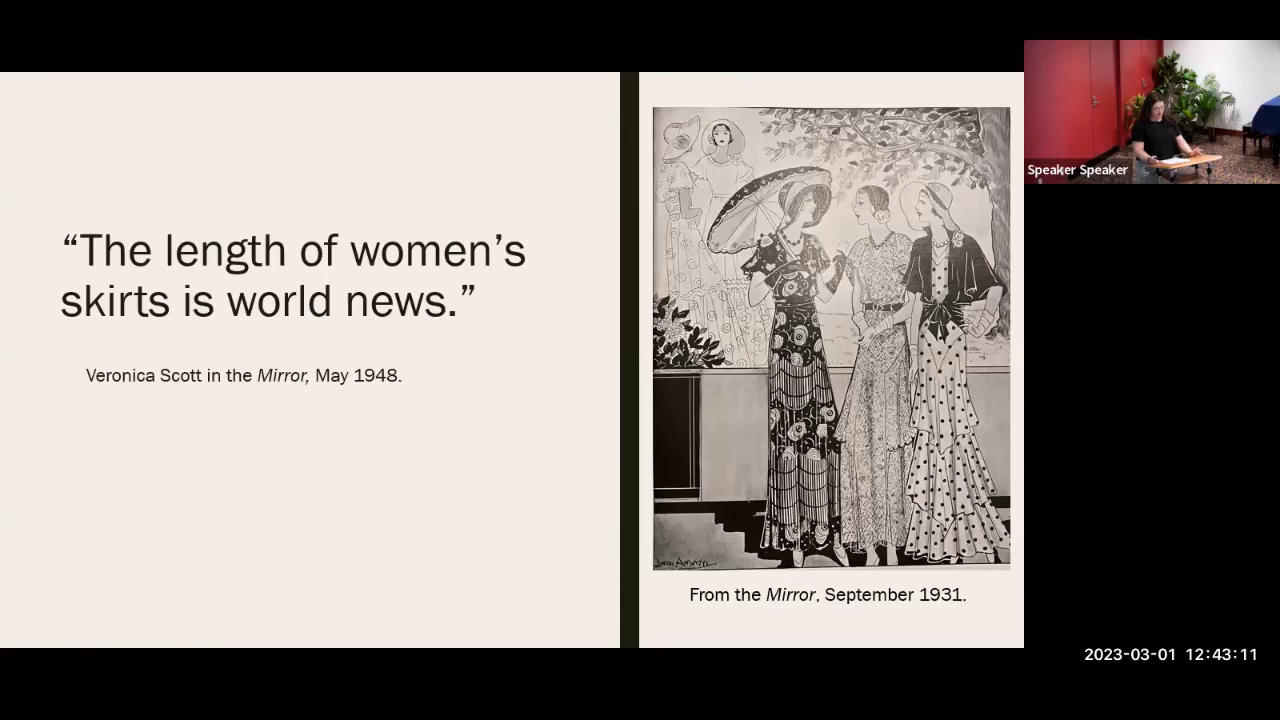 “The length of women’s
skirts is world news.”
Veronica Scott in the Mirror, May 1948.
From the Mirror, September 1931.
Speaker Speaker
2023-03-01 12:43:11